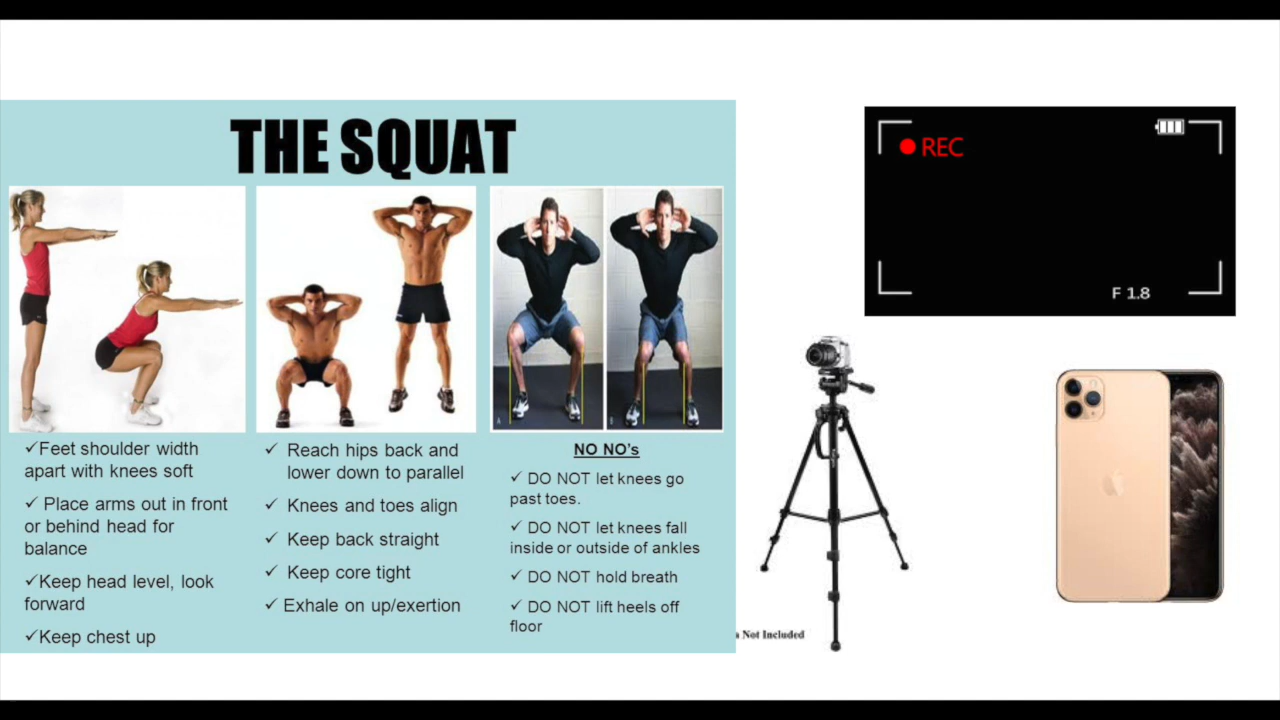 THE SQUAT
✓Feet shoulder width
apart with knees soft
✓ Place arms out in front
or behind head for
balance
✓Keep head level, look
forward
✓Keep chest up
✓ Reach hips back and
lower down to parallel
✓ Knees and toes align
✓ Keep back straight
✓ Keep core tight
✓ Exhale on up/exertion
NO NO's
✓ DO NOT let knees go
past toes.
✓ DO NOT let knees fall
inside or outside of ankles
✓ DO NOT hold breath
✓ DO NOT lift heels off
floor
REC
F 1.8
Not Included